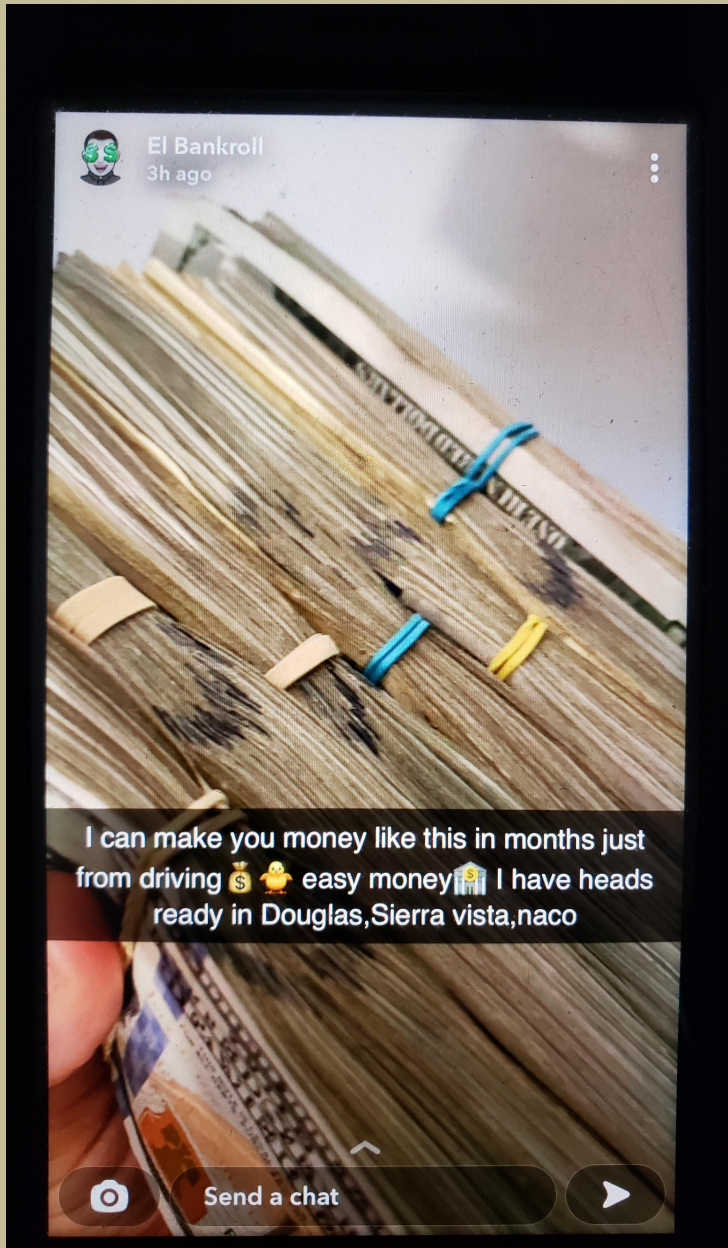 El Bankroll
3h ago
I can make you money like this in months just
from driving💰🐥 easy money🏦 I have heads
ready in Douglas,Sierra vista,naco
Send a chat